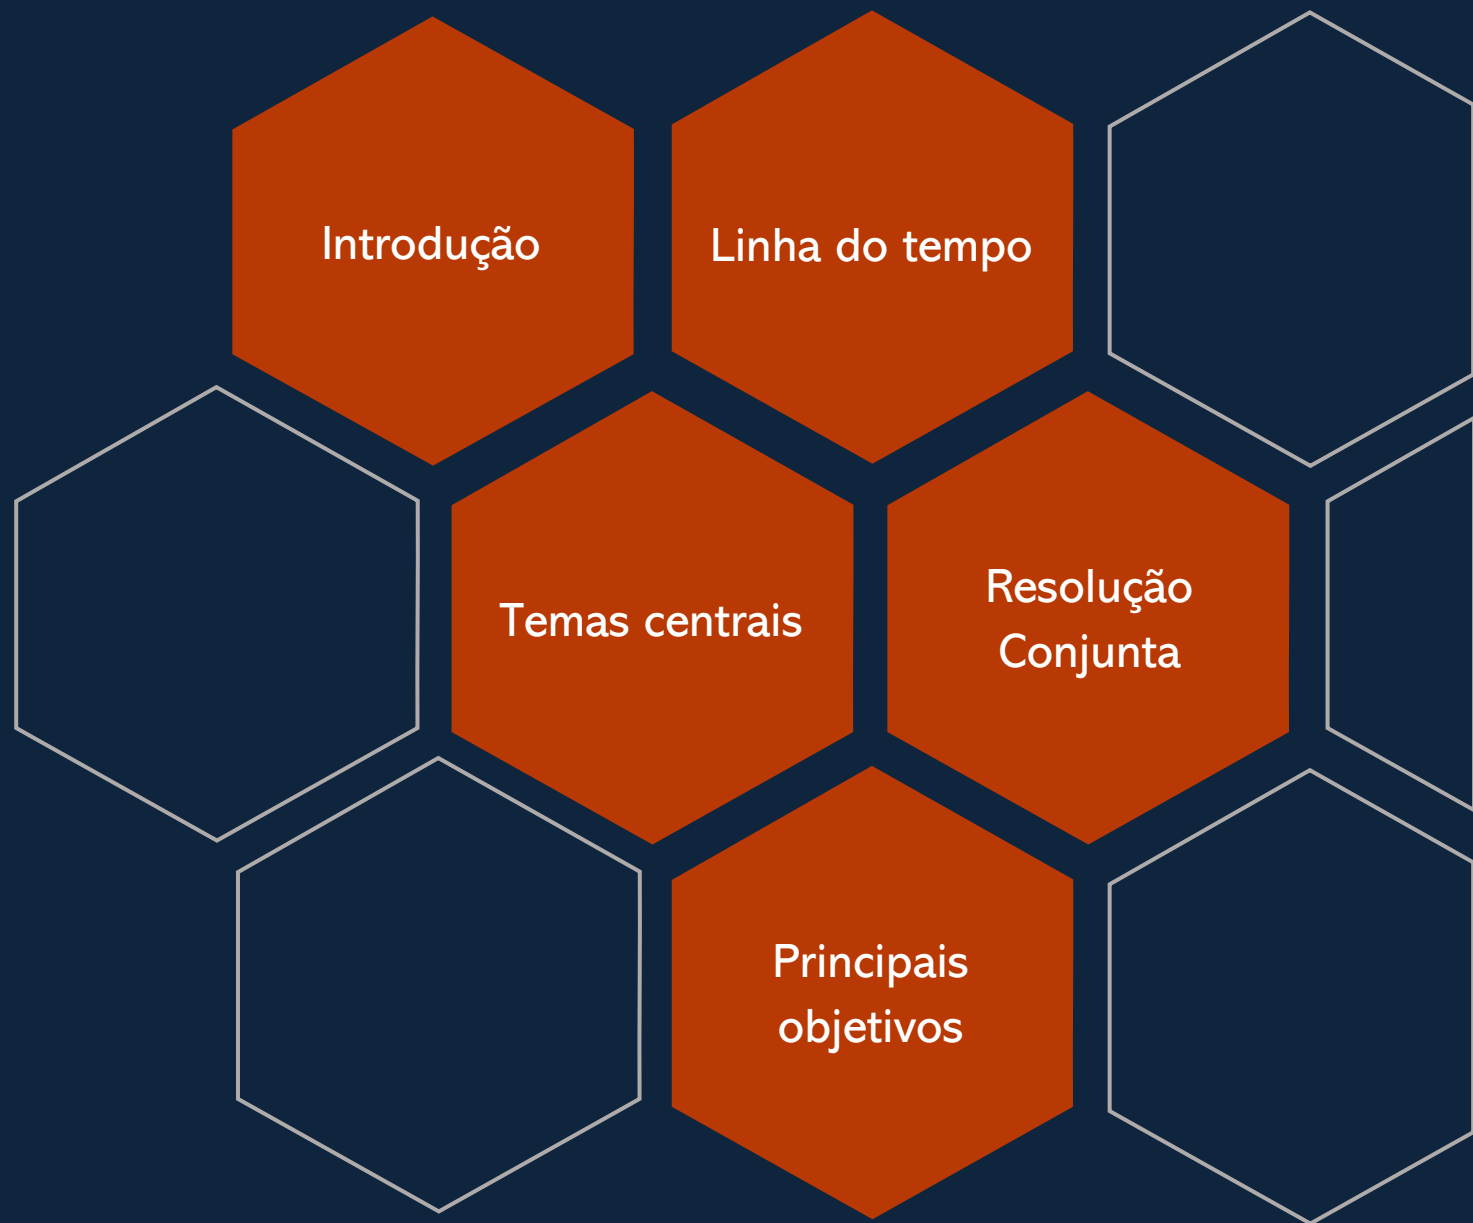 Introdução
Linha do tempo
Temas centrais
Resolução
Conjunta
Principais
objetivos